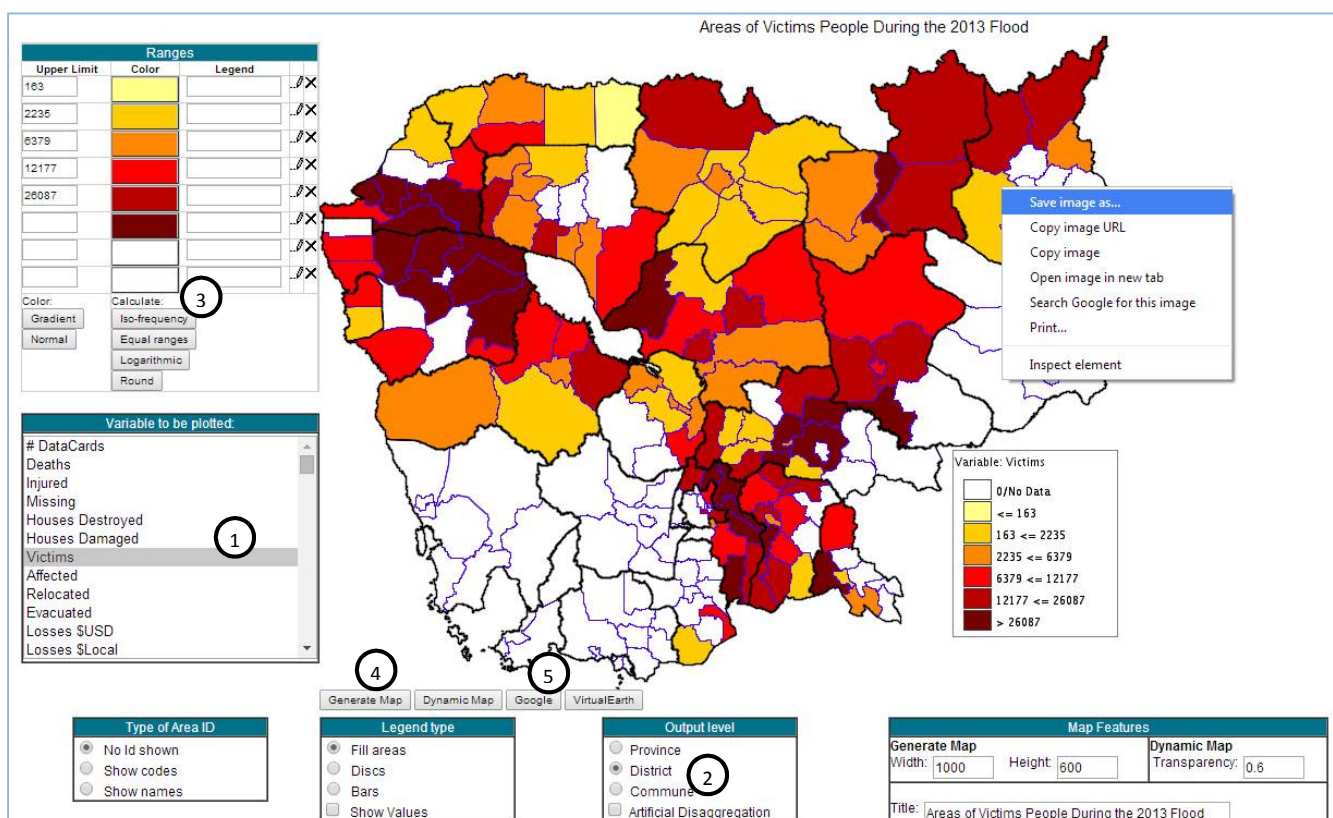 Areas of Victims People During the 2013 Flood
Ranges
Upper Limit Color Legend
163
2235
6379
12177
26087
Color: Calculate:
3
Gradient Iso-frequency
Normal Equal ranges
Logarithmic
Round
Save image as...
Copy image URL
Copy image
Open image in new tab
Search Google for this image
Print...
Inspect element
Variable to be plotted:
# DataCards
Deaths
Injured
Missing
Houses Destroyed
Houses Damaged
1
Victims
Affected
Relocated
Evacuated
Losses $USD
Losses $Local
Variable: Victims
0/No Data
<= 163
163 <= 2235
2235 <= 6379
6379 <= 12177
12177 <= 26087
> 26087
4 5
Generate Map Dynamic Map Google VirtualEarth
Type of Area ID
No Id shown
Show codes
Show names
Legend type
Fill areas
Discs
Bars
Show Values
Output level
Province
District
2
Commune
Artificial Disaggregation
Map Features
Generate Map Dynamic Map
Width: 1000 Height: 600 Transparency: 0.6
Title: Areas of Victims People During the 2013 Flood